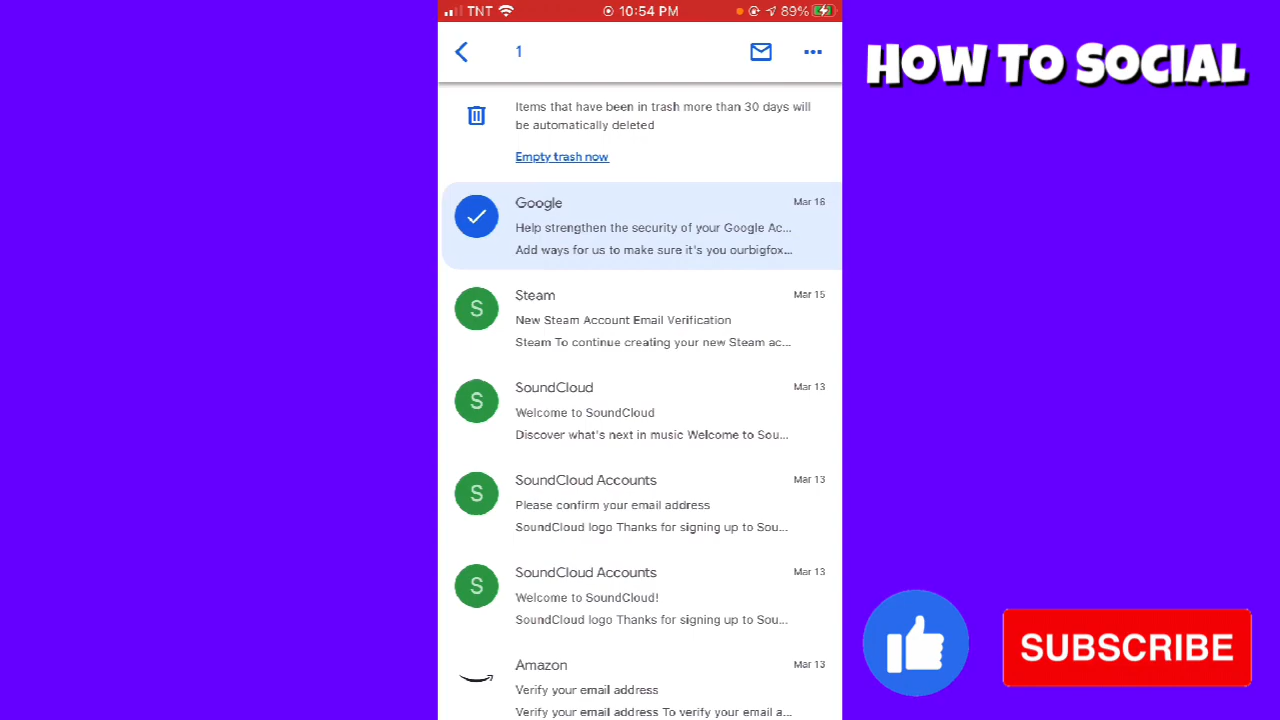 TNT 10:54 PM 89%
HOW TO SOCIAL
1
Items that have been in trash more than 30 days will
be automatically deleted
Empty trash now
Google Mar 16
Help strengthen the security of your Google Ac...
Add ways for us to make sure it's you ourbigfox...
S Steam Mar 15
New Steam Account Email Verification
Steam To continue creating your new Steam ac...
S SoundCloud Mar 13
Welcome to SoundCloud
Discover what's next in music Welcome to Sou...
S SoundCloud Accounts Mar 13
Please confirm your email address
SoundCloud logo Thanks for signing up to Sou...
S SoundCloud Accounts Mar 13
Welcome to SoundCloud!
SoundCloud logo Thanks for signing up to Sou...
Amazon Mar 13
Verify your email address
Verify your email address To verify your email a...
SUBSCRIBE